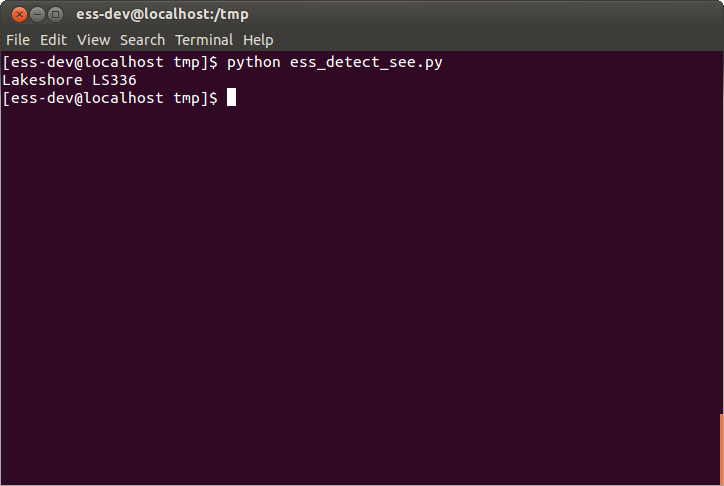 ess-dev@localhost:/tmp
File Edit View Search Terminal Help
[ess-dev@localhost tmp]$ python ess_detect_see.py
Lakeshore LS336
[ess-dev@localhost tmp]$